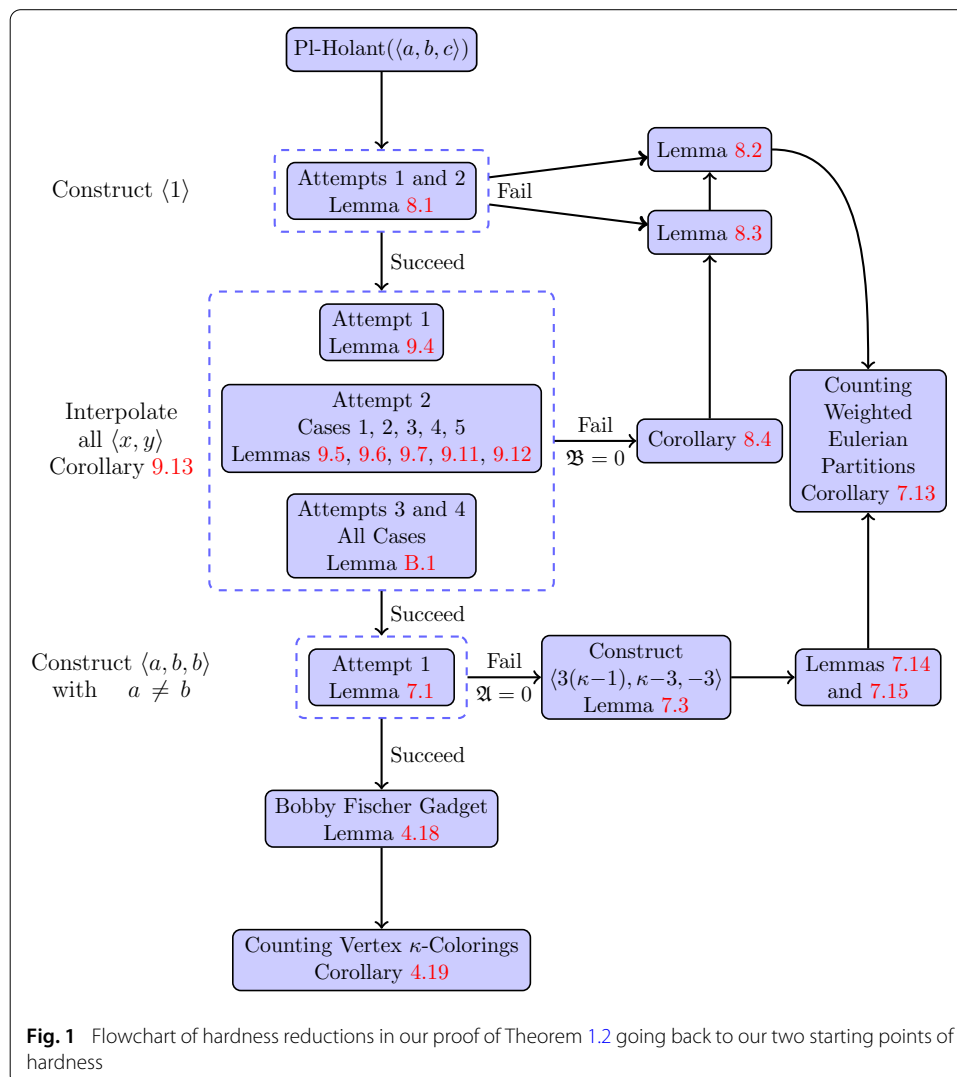 Pl-Holant(⟨a, b, c⟩)
Construct ⟨1⟩
Attempts 1 and 2
Lemma 8.1
Fail
Lemma 8.2
Lemma 8.3
Succeed
Attempt 1
Lemma 9.4
Interpolate
all ⟨x, y⟩
Corollary 9.13
Attempt 2
Cases 1, 2, 3, 4, 5
Lemmas 9.5, 9.6, 9.7, 9.11, 9.12
Fail
𝔅 = 0
Corollary 8.4
Counting
Weighted
Eulerian
Partitions
Corollary 7.13
Attempts 3 and 4
All Cases
Lemma B.1
Succeed
Construct ⟨a, b, b⟩
with a ≠ b
Attempt 1
Lemma 7.1
Fail
𝔄 = 0
Construct
⟨3(κ−1), κ−3, −3⟩
Lemma 7.3
Lemmas 7.14
and 7.15
Succeed
Bobby Fischer Gadget
Lemma 4.18
Counting Vertex κ-Colorings
Corollary 4.19
Fig. 1 Flowchart of hardness reductions in our proof of Theorem 1.2 going back to our two starting points of
hardness